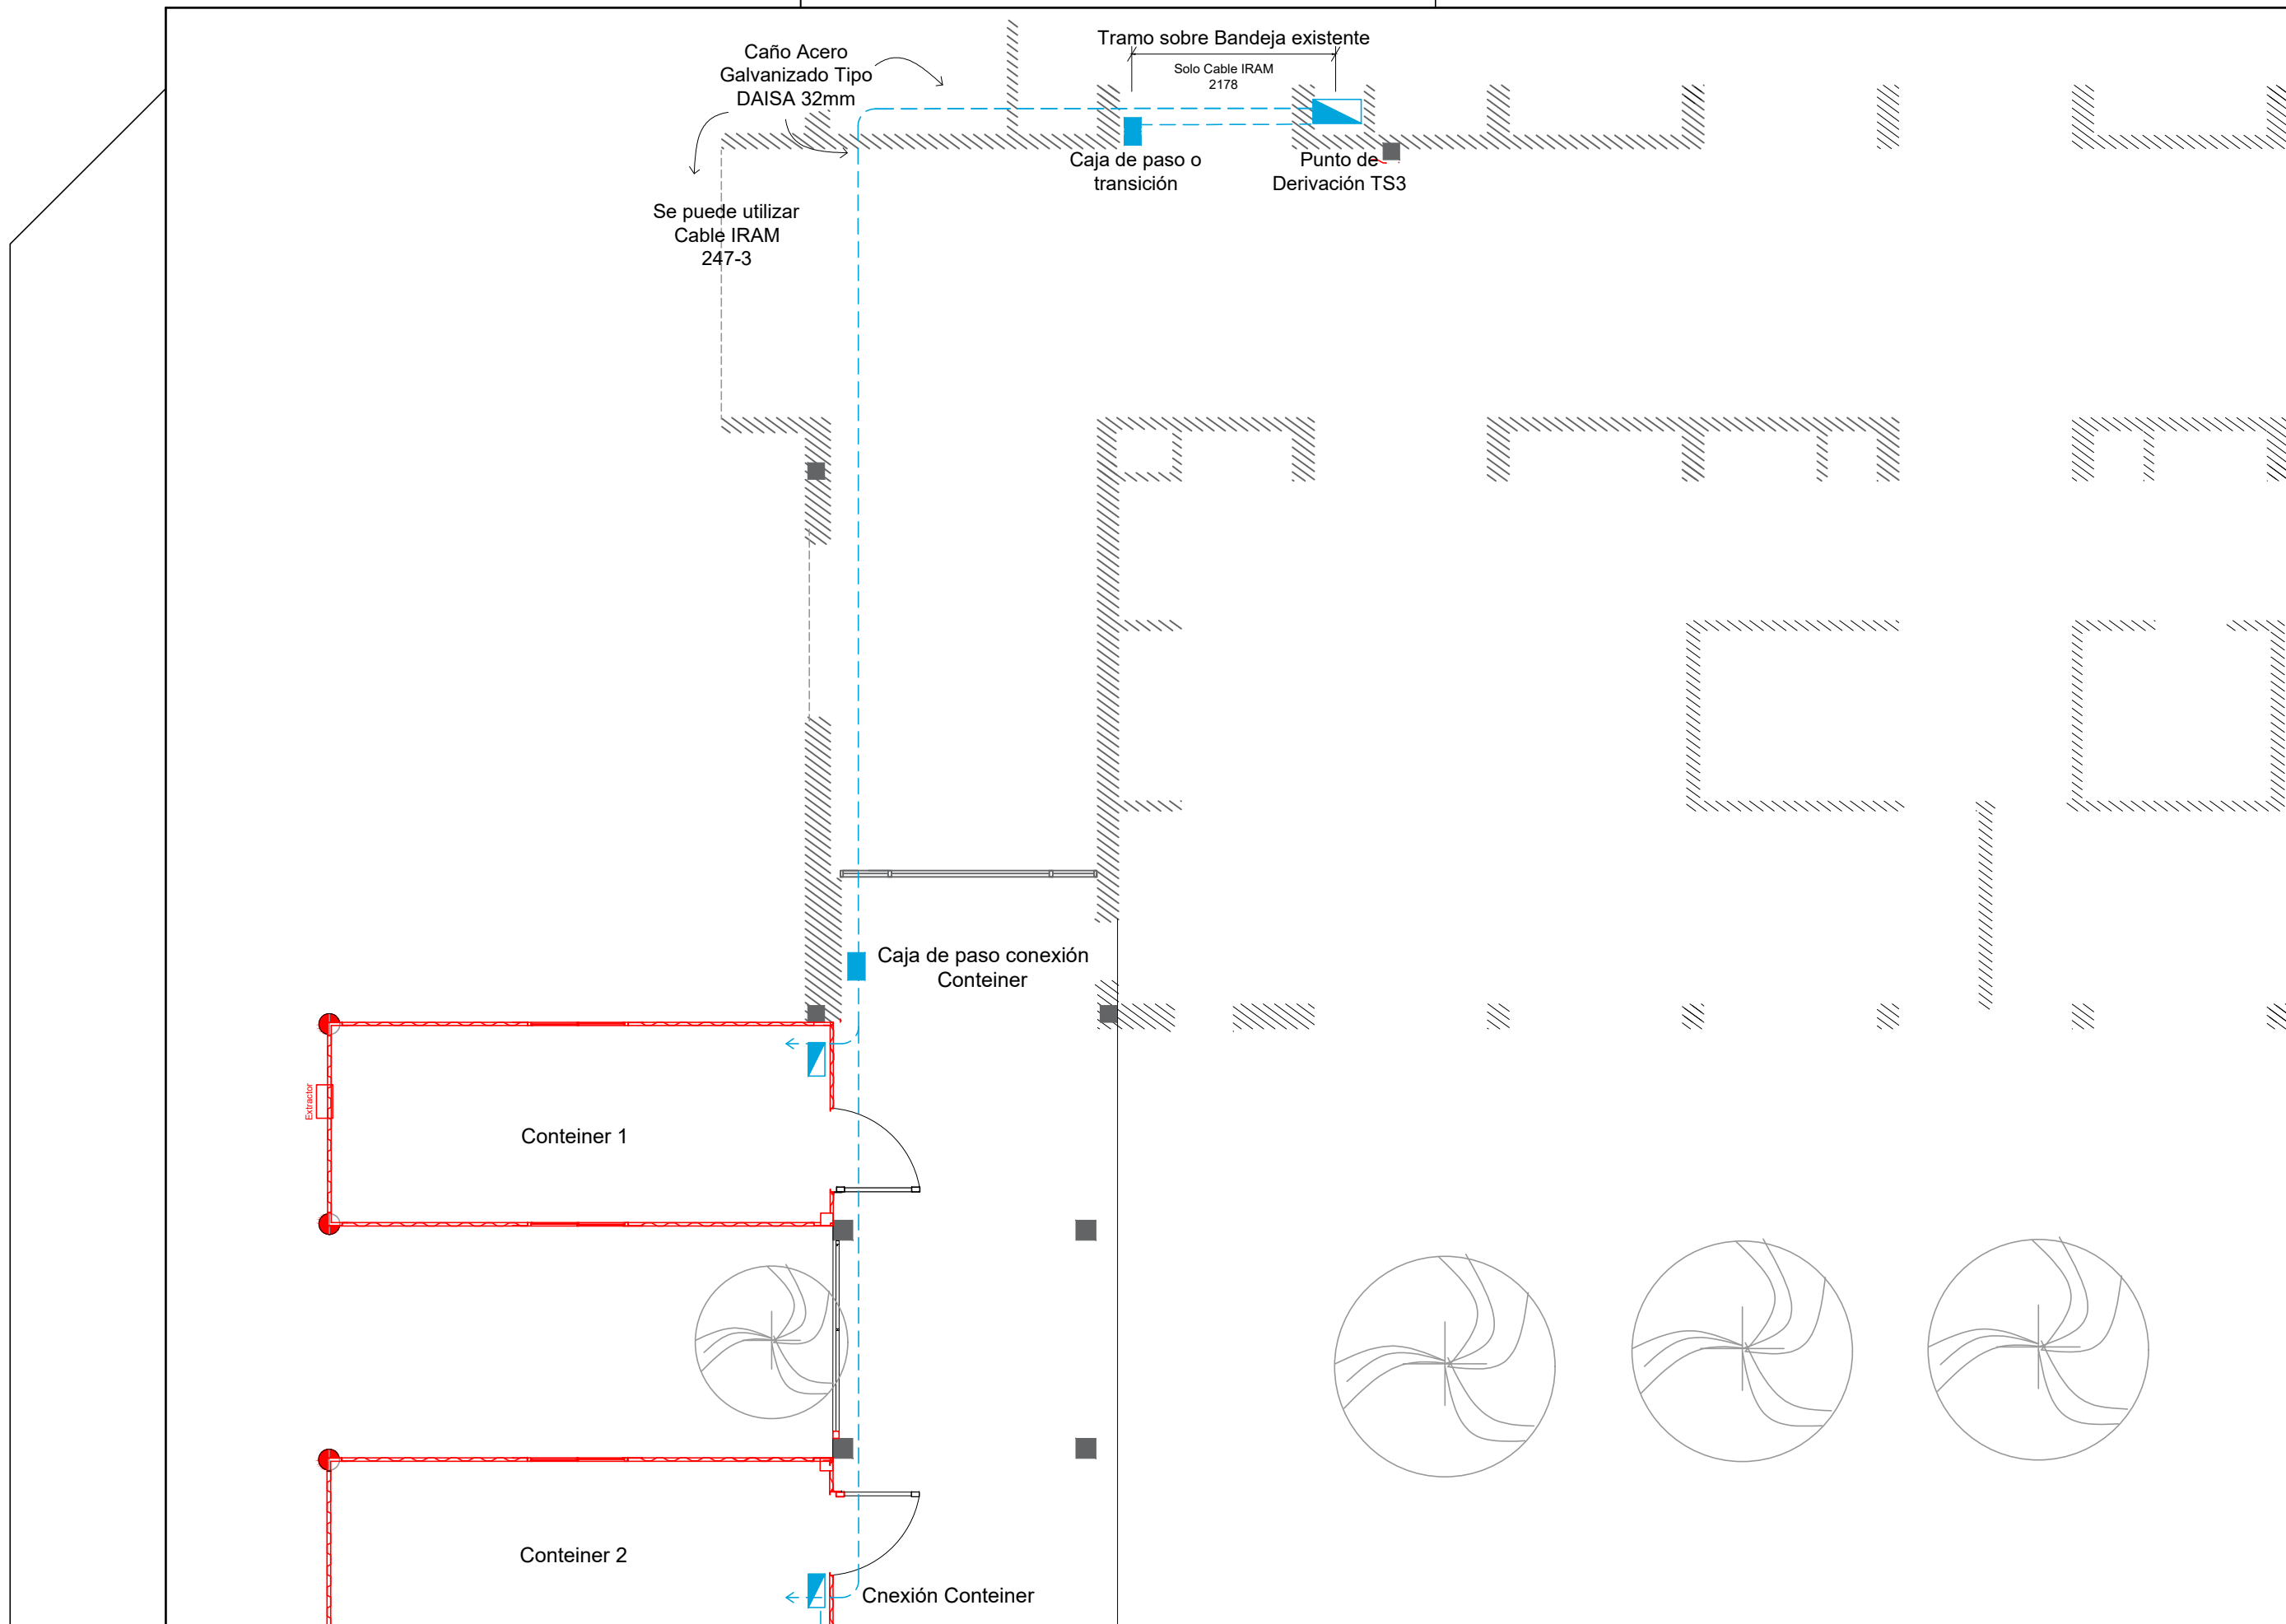 Caño Acero
Galvanizado Tipo
DAISA 32mm
Tramo sobre Bandeja existente
Solo Cable IRAM
2178
Caja de paso o
transición
Punto de
Derivación TS3
Se puede utilizar
Cable IRAM
247-3
Caja de paso conexión
Conteiner
Extractor
Conteiner 1
Conteiner 2
Cnexión Conteiner